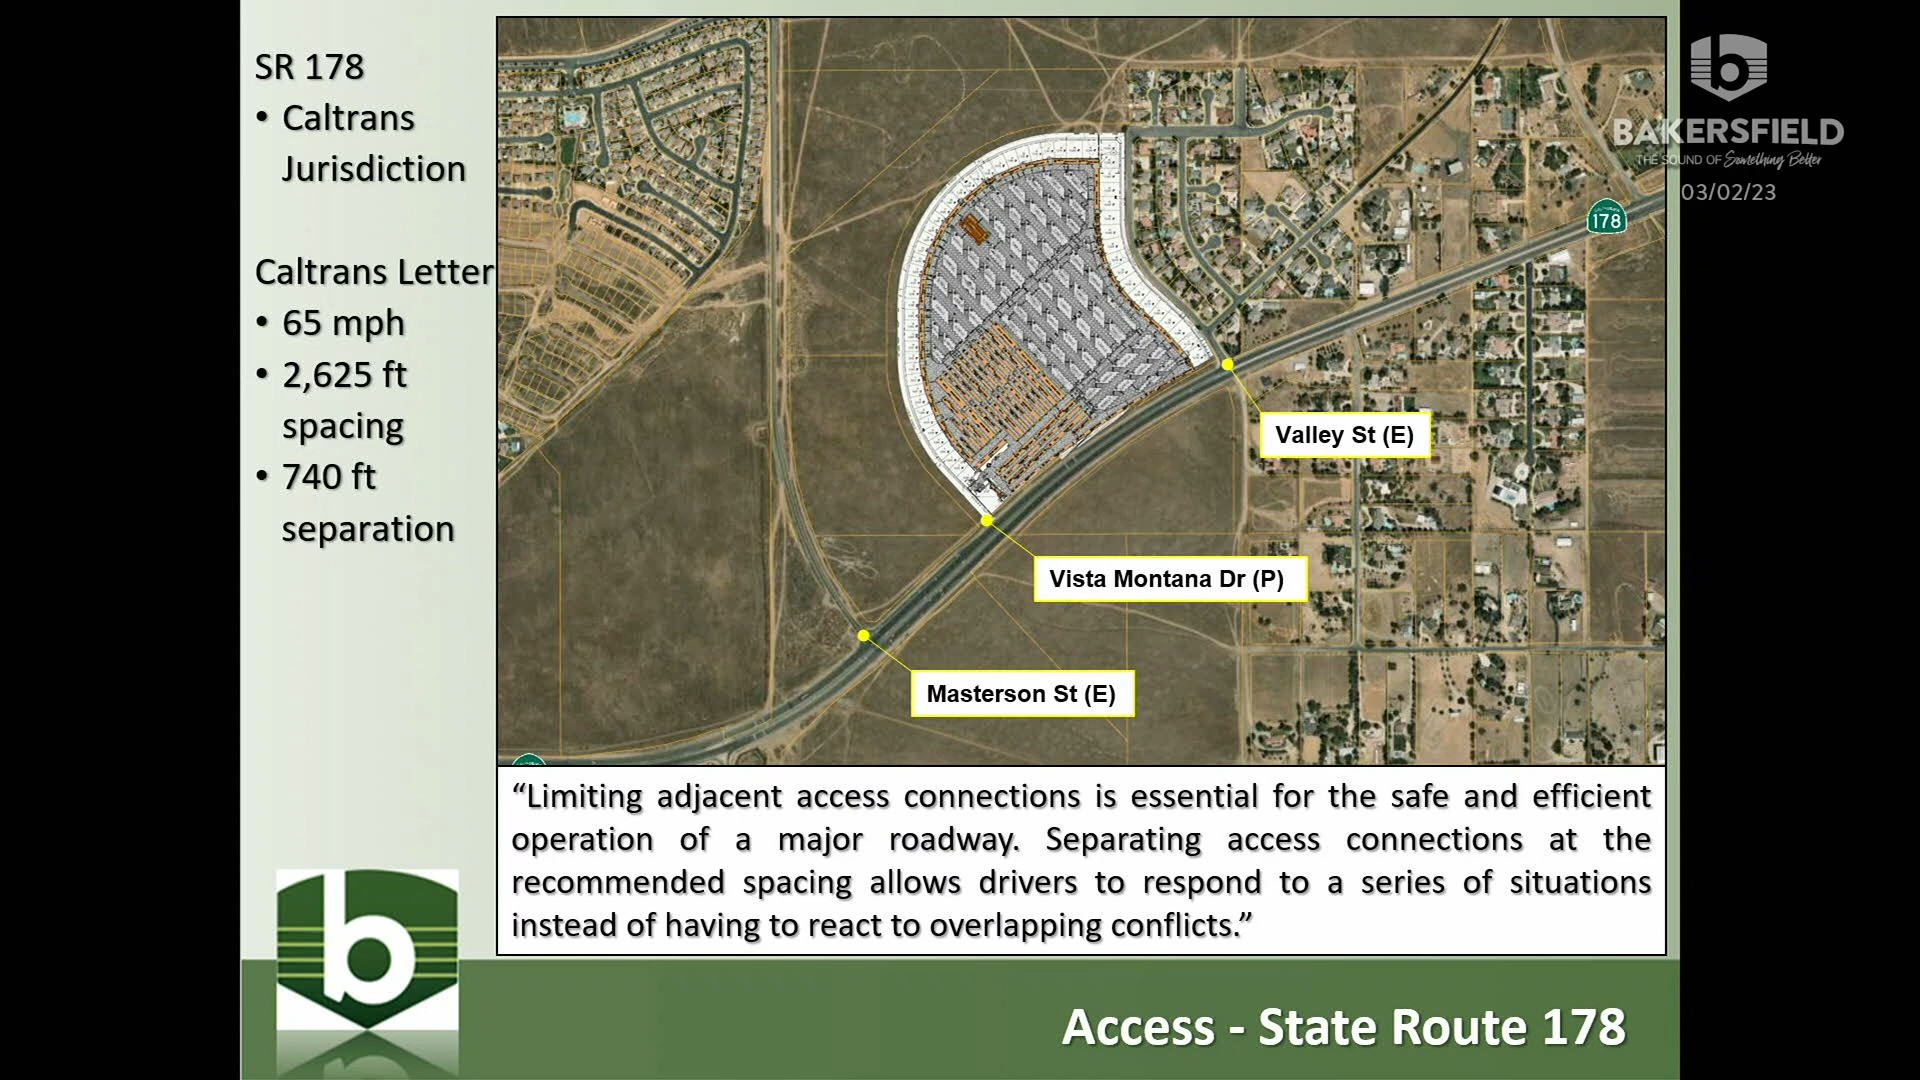 SR 178
• Caltrans
Jurisdiction
Caltrans Letter
• 65 mph
• 2,625 ft
spacing
• 740 ft
separation
178
Valley St (E)
Vista Montana Dr (P)
Masterson St (E)
“Limiting adjacent access connections is essential for the safe and efficient
operation of a major roadway. Separating access connections at the
recommended spacing allows drivers to respond to a series of situations
instead of having to react to overlapping conflicts.”
b
Access - State Route 178
b
BAKERSFIELD
THE SOUND OF Something Better
03/02/23